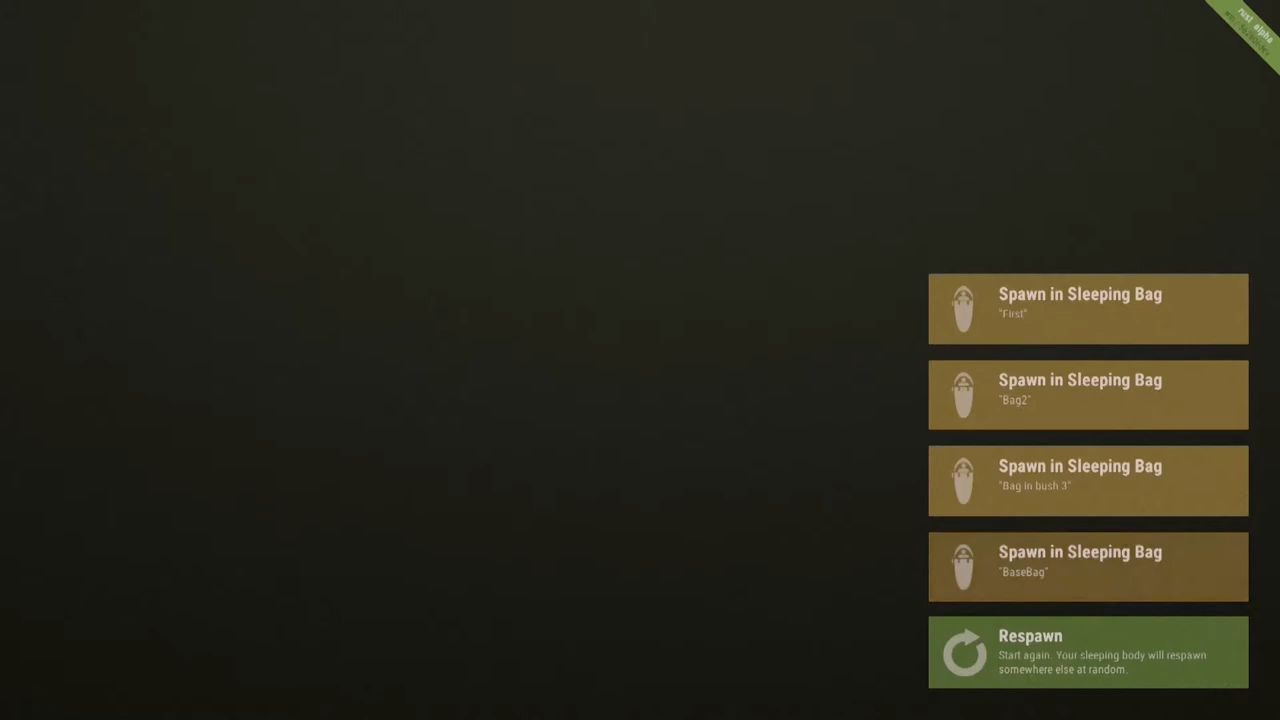 rust alpha
Spawn in Sleeping Bag
"First"
Spawn in Sleeping Bag
"Bag2"
Spawn in Sleeping Bag
"Bag in bush 3"
Spawn in Sleeping Bag
"BaseBag"
Respawn
Start again. Your sleeping body will respawn
somewhere else at random.